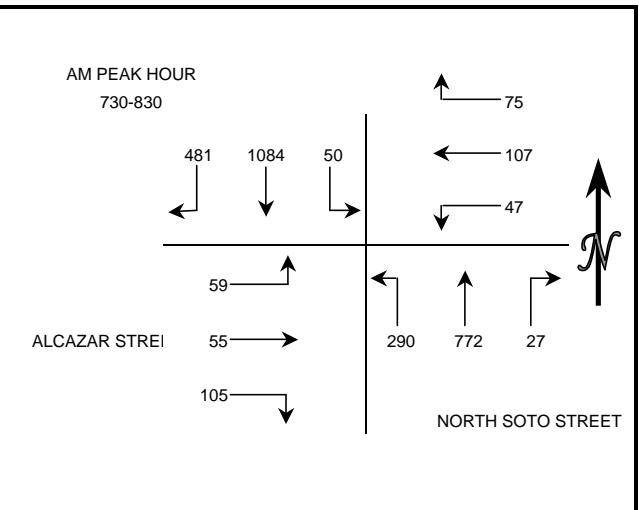 AM PEAK HOUR
730-830
75
481 1084 50
107
47
N
59
ALCAZAR STREI
55
290 772 27
105
NORTH SOTO STREET